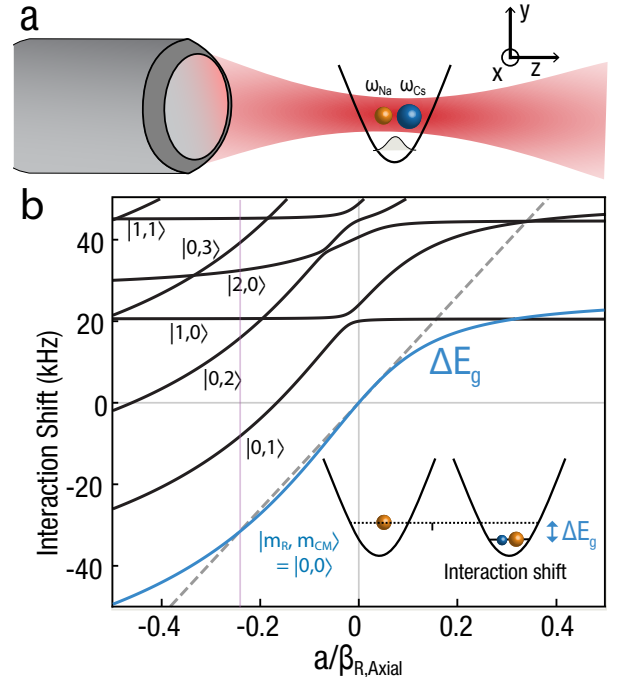 a
y
x
z
ωNa ωCs
b
Interaction Shift (kHz)
40
20
0
-20
-40
|1,1⟩
|0,3⟩
|2,0⟩
|1,0⟩
|0,2⟩
|0,1⟩
ΔEg
|mR, mCM⟩
= |0,0⟩
ΔEg
Interaction shift
-0.4 -0.2 0 0.2 0.4
a/βR,Axial